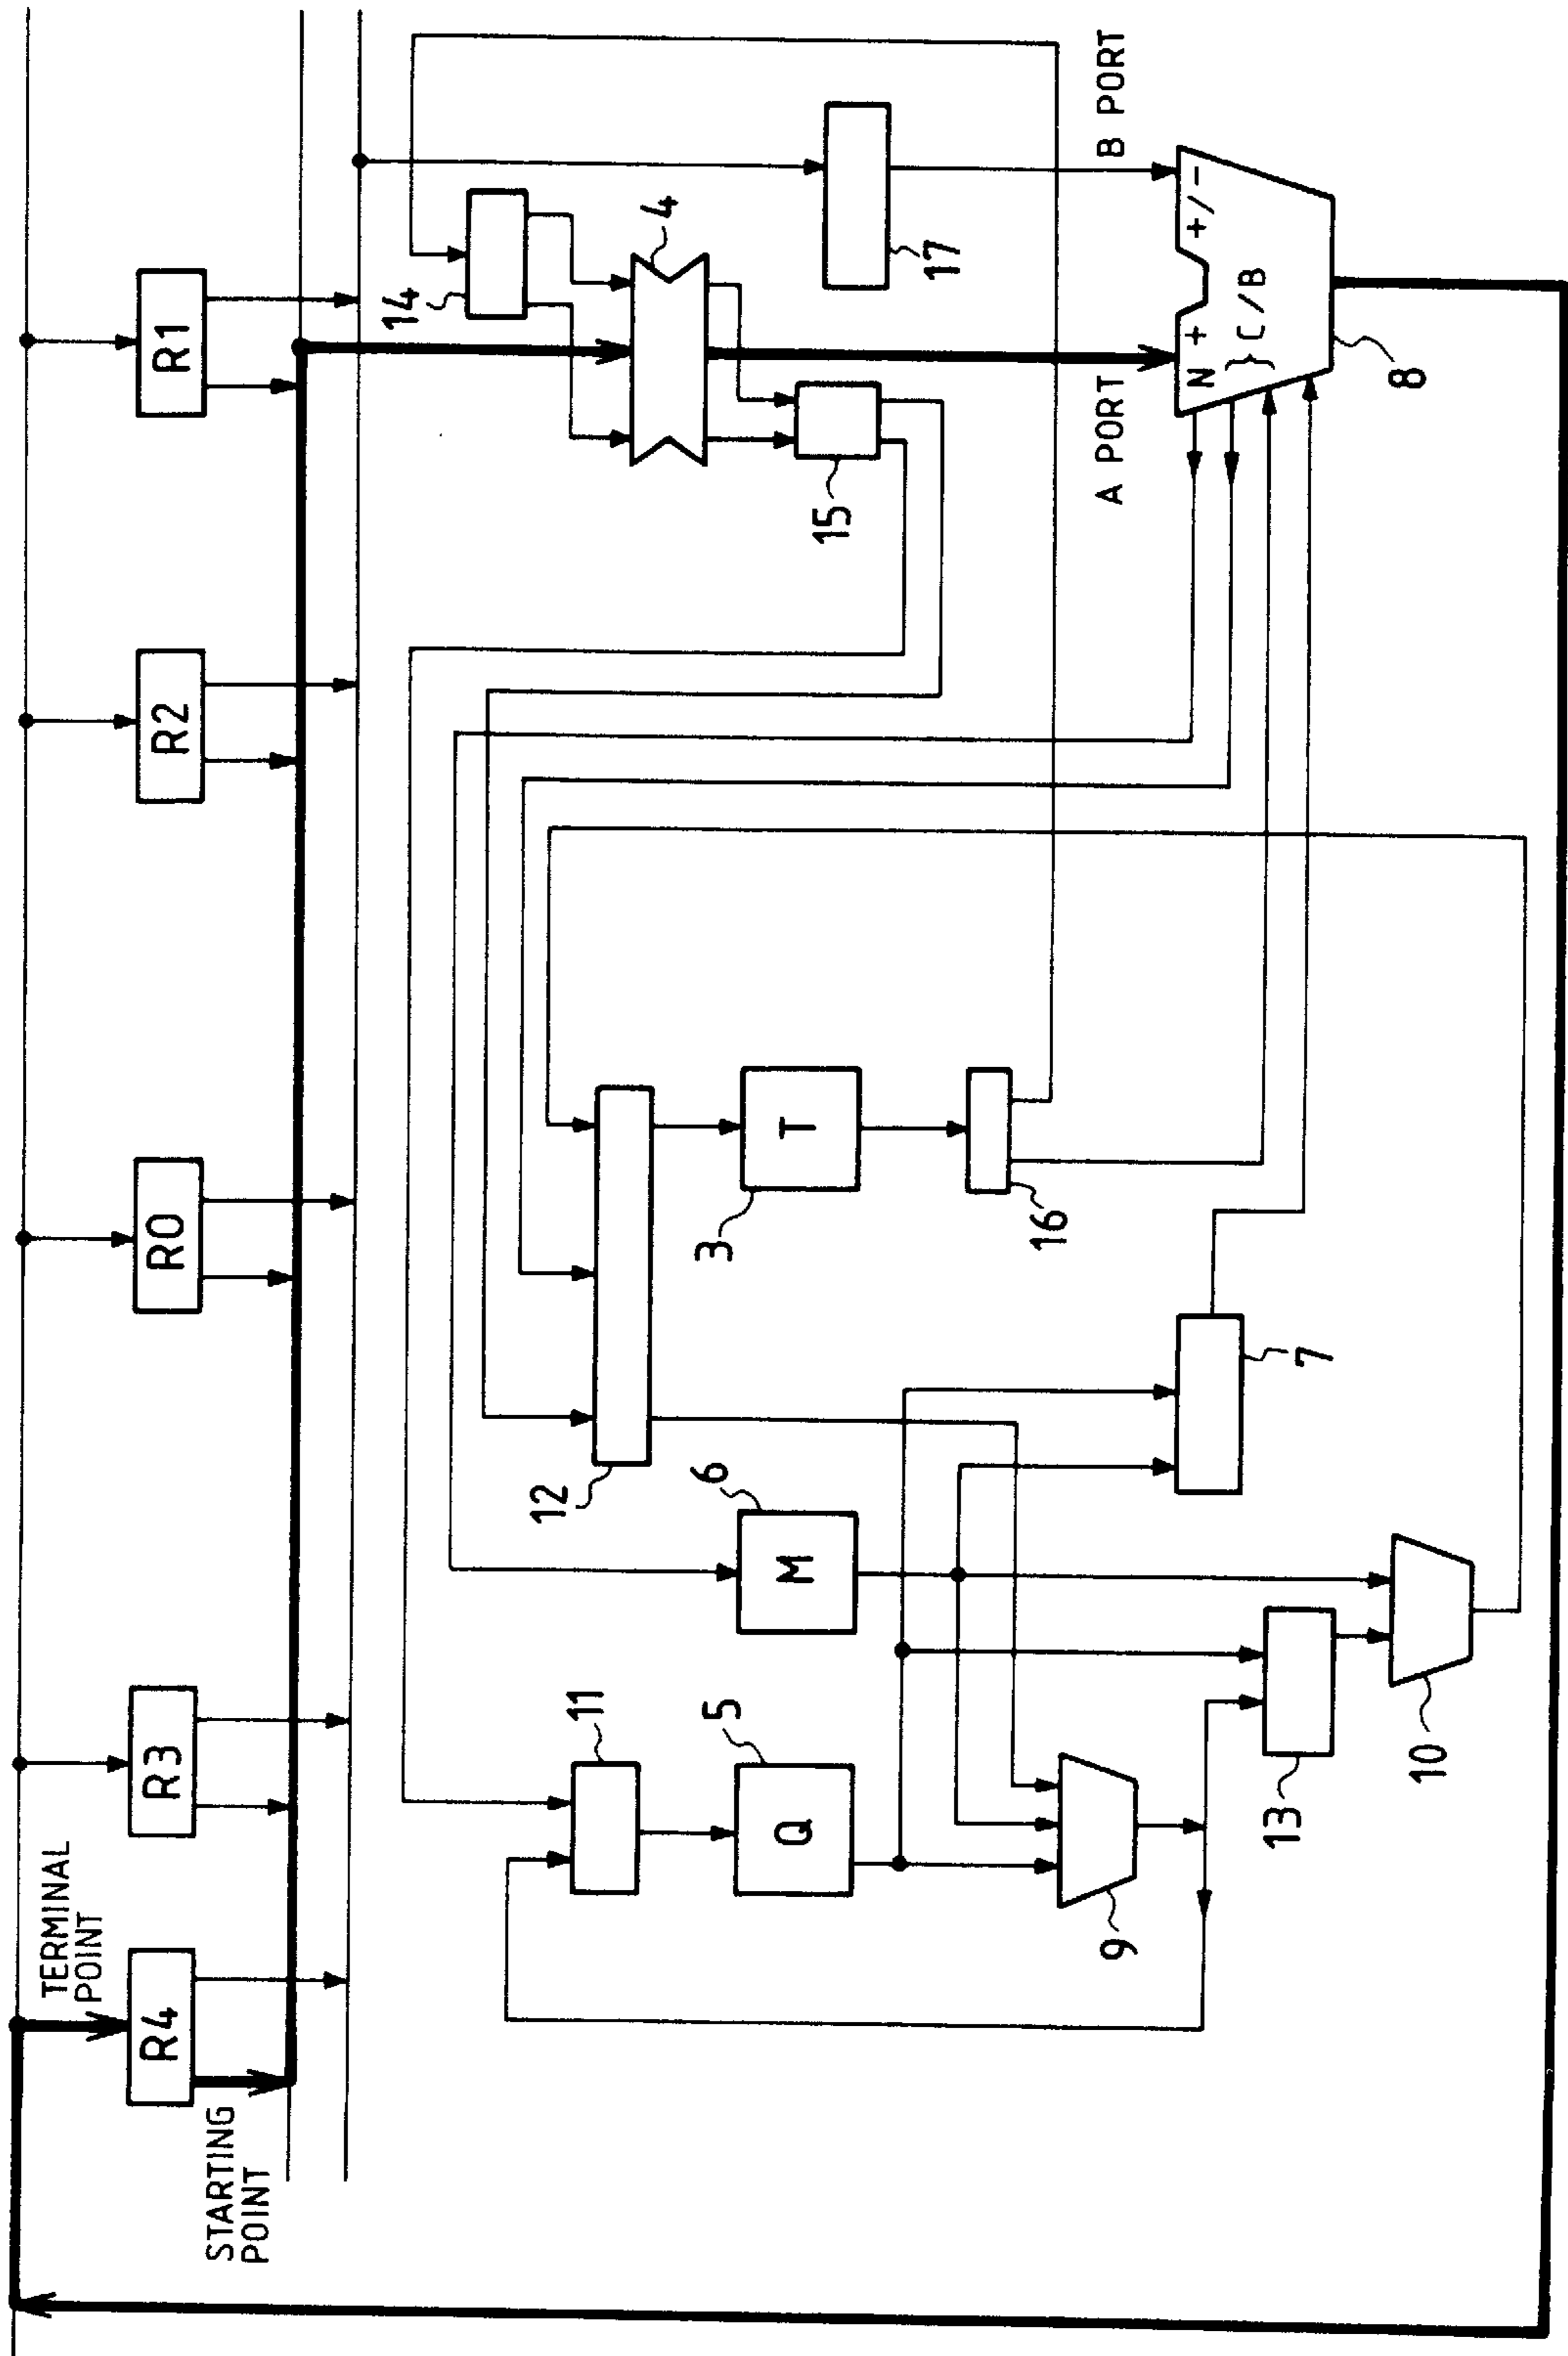 TERMINAL
POINT
STARTING
POINT
R4
R3
R0
R2
R1
14
4
15
17
A PORT
B PORT
N + +/-
} C/B
8
12
11
5
Q
6
M
3
T
16
7
9
13
10